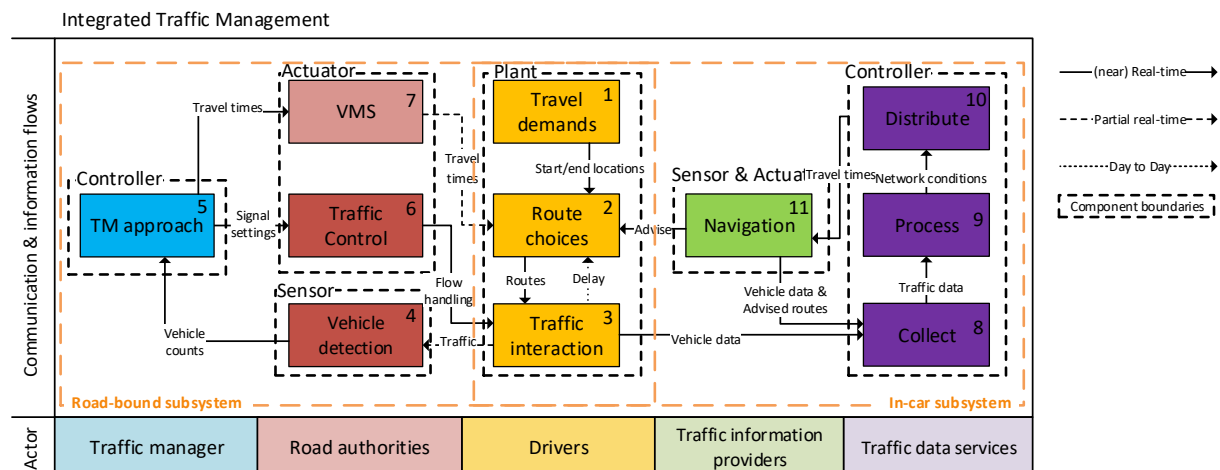 Integrated Traffic Management
Communication & information flows
Actor
Controller
5
TM approach
Travel times
Signal
settings
Vehicle
counts
Actuator
7
VMS
6
Traffic
Control
Sensor
4
Vehicle
detection
Travel
times
Flow
handling
Traffic
Plant
1
Travel
demands
Start/end locations
2
Route
choices
Routes
Delay
3
Traffic
interaction
Advise
Vehicle data
Sensor & Actual
11
Navigation
Travel times
Vehicle data &
Advised routes
Controller
10
Distribute
Network conditions
9
Process
Traffic data
8
Collect
Road-bound subsystem
In-car subsystem
Traffic manager
Road authorities
Drivers
Traffic information
providers
Traffic data services
(near) Real-time
Partial real-time
Day to Day
Component boundaries